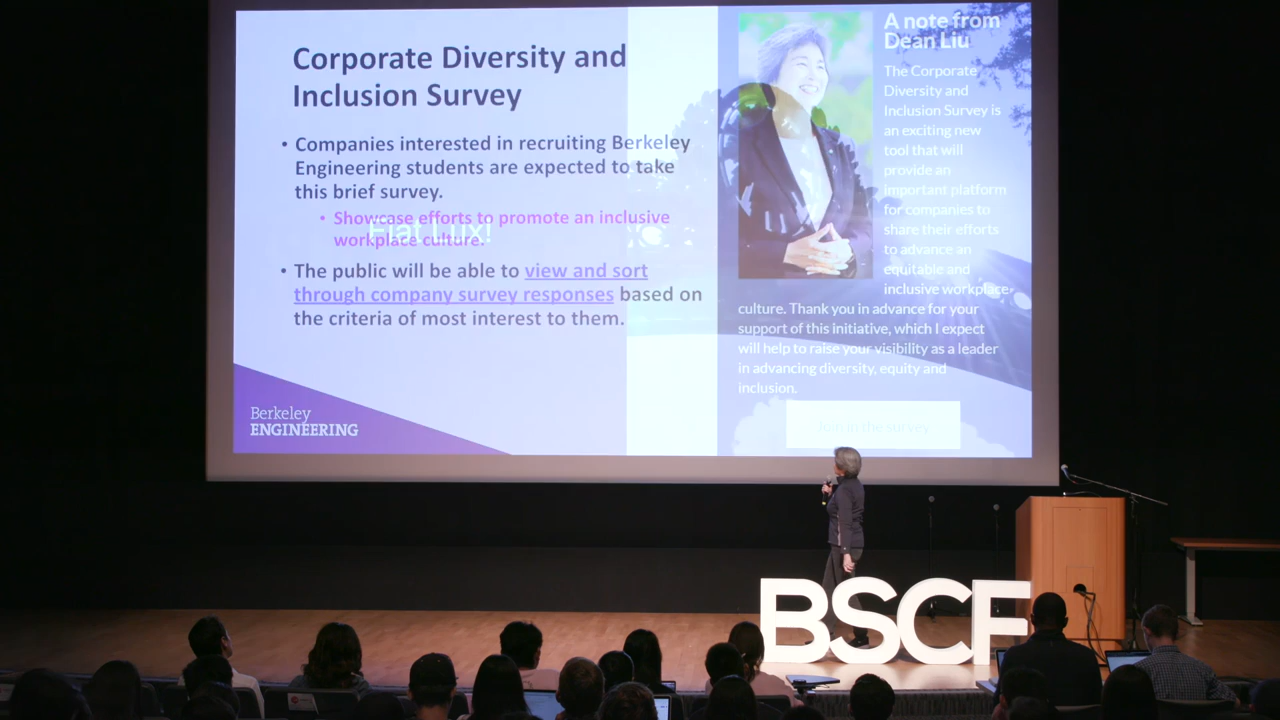 Corporate Diversity and
Inclusion Survey
• Companies interested in recruiting Berkeley
Engineering students are expected to take
this brief survey.
• Showcase efforts to promote an inclusive
workplace culture.
Fiat Lux!
• The public will be able to view and sort
through company survey responses based on
the criteria of most interest to them.
Berkeley
ENGINEERING
A note from
Dean Liu
The Corporate
Diversity and
Inclusion Survey is
an exciting new
tool that will
provide an
important platform
for companies to
share their efforts
to advance an
equitable and
inclusive workplace
culture. Thank you in advance for your
support of this initiative, which I expect
will help to raise your visibility as a leader
in advancing diversity, equity and
inclusion.
in the survey
BSCF